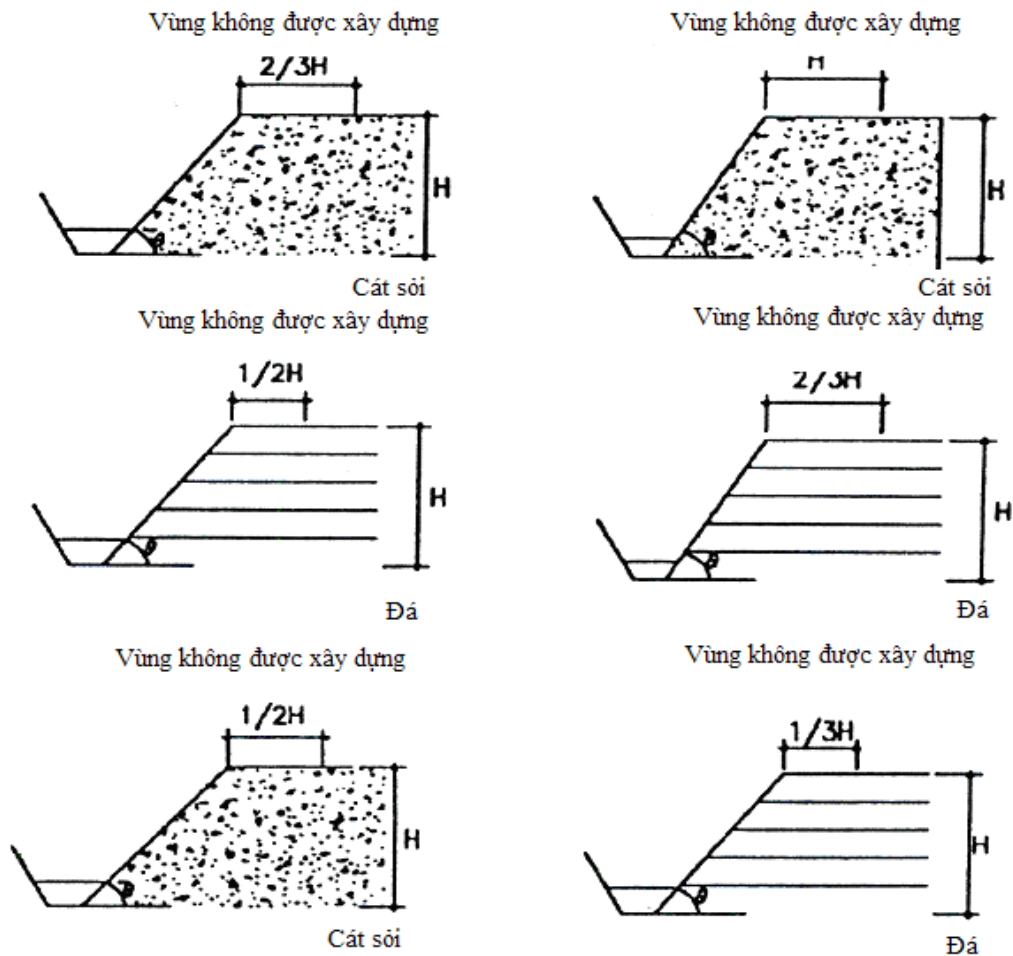 Vùng không được xây dựng
2/3H
H
Cát sỏi
Vùng không được xây dựng
H
H
Cát sỏi
Vùng không được xây dựng
1/2H
H
Đá
Vùng không được xây dựng
2/3H
H
Đá
Vùng không được xây dựng
1/2H
H
Cát sỏi
Vùng không được xây dựng
1/3H
H
Đá